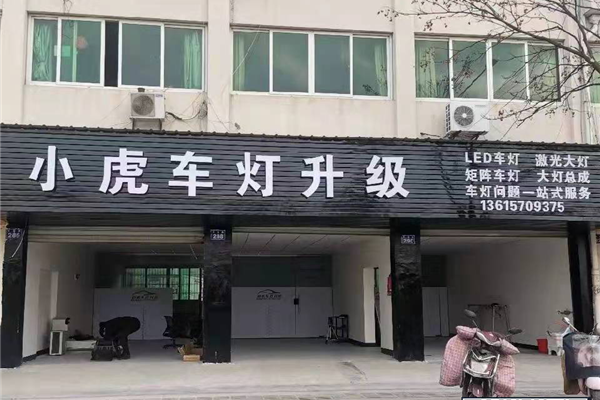 小虎车灯升级
LED车灯 激光大灯
矩阵车灯 大灯总成
车灯问题一站式服务
13615709375